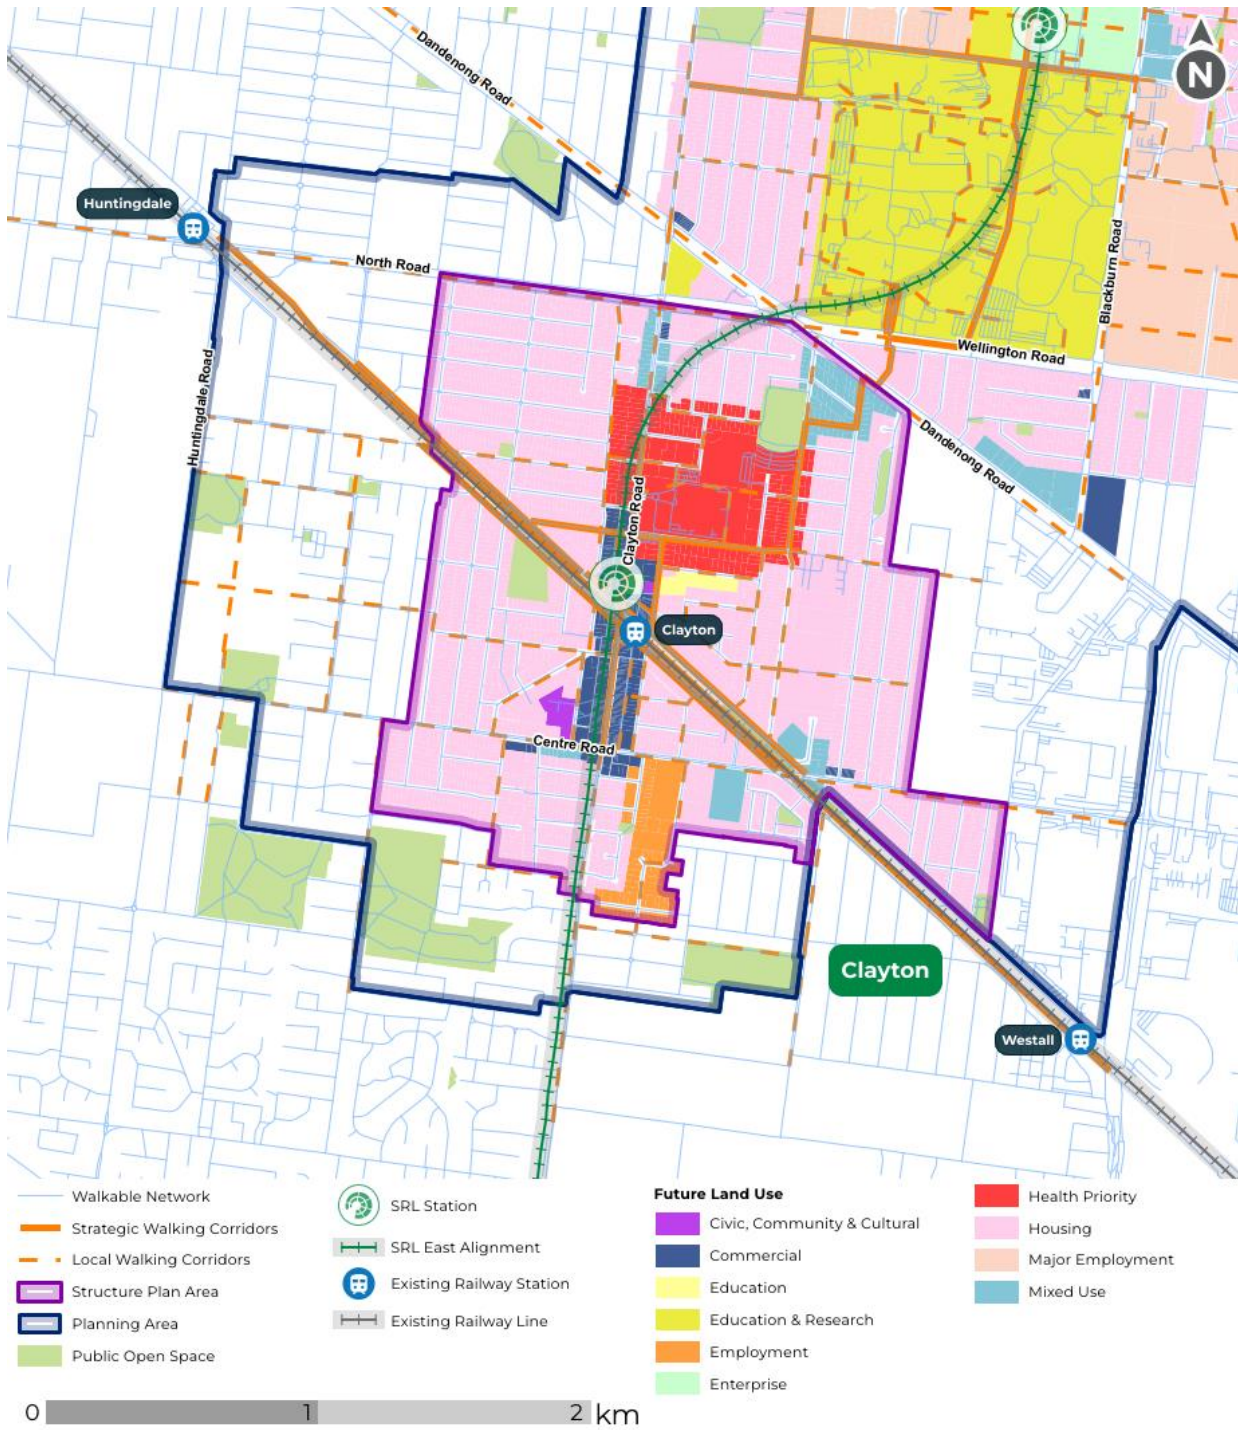 Dandenong Road
N
Huntingdale
North Road
Blackburn Road
Wellington Road
Huntingdale Road
Dandenong Road
Clayton Road
Clayton
Centre Road
Clayton
Westall
Walkable Network
Strategic Walking Corridors
Local Walking Corridors
Structure Plan Area
Planning Area
Public Open Space
SRL Station
SRL East Alignment
Existing Railway Station
Existing Railway Line
Future Land Use
Civic, Community & Cultural
Commercial
Education
Education & Research
Employment
Enterprise
Health Priority
Housing
Major Employment
Mixed Use
0 1 2 km